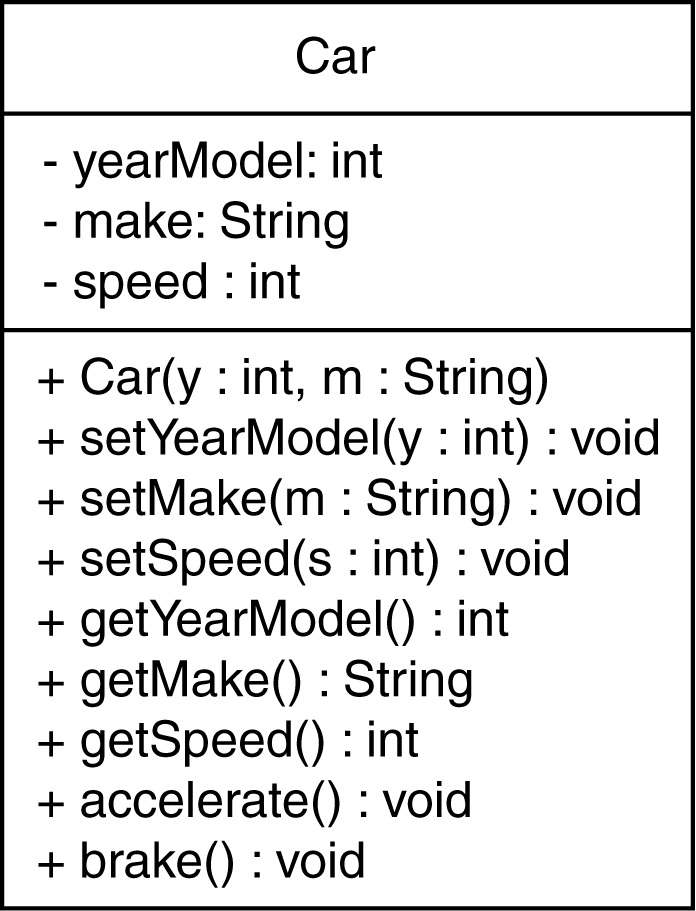 Car
- yearModel: int
- make: String
- speed : int
+ Car(y : int, m : String)
+ setYearModel(y : int) : void
+ setMake(m : String) : void
+ setSpeed(s : int) : void
+ getYearModel() : int
+ getMake() : String
+ getSpeed() : int
+ accelerate() : void
+ brake() : void